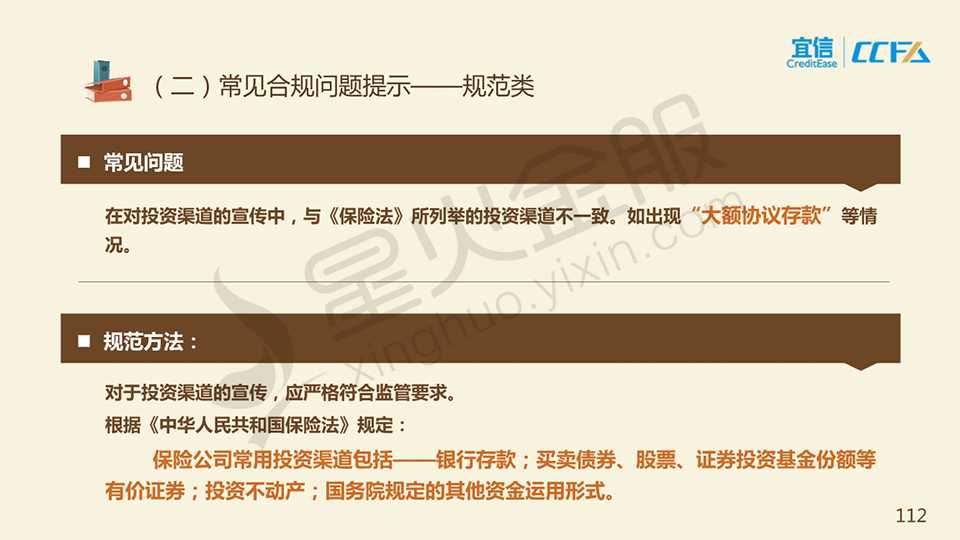 宜信
CreditEase
CCFA
（二）常见合规问题提示——规范类
常见问题
在对投资渠道的宣传中，与《保险法》所列举的投资渠道不一致。如出现“大额协议存款”等情
况。
规范方法：
对于投资渠道的宣传，应严格符合监管要求。
根据《中华人民共和国保险法》规定：
保险公司常用投资渠道包括——银行存款；买卖债券、股票、证券投资基金份额等
有价证券；投资不动产；国务院规定的其他资金运用形式。
星火金服
xinghuo.yixin.com
112